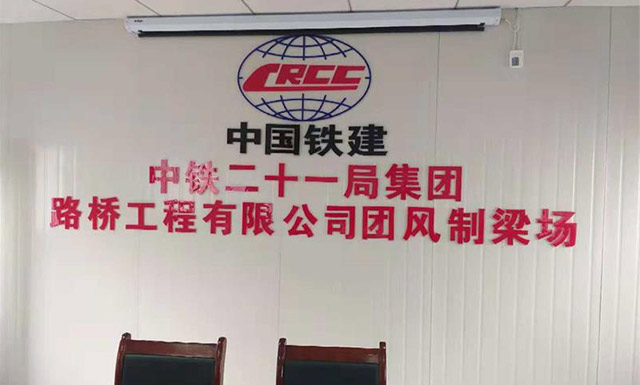 CRCC
中国铁建
中铁二十一局集团
路桥工程有限公司团风制梁场